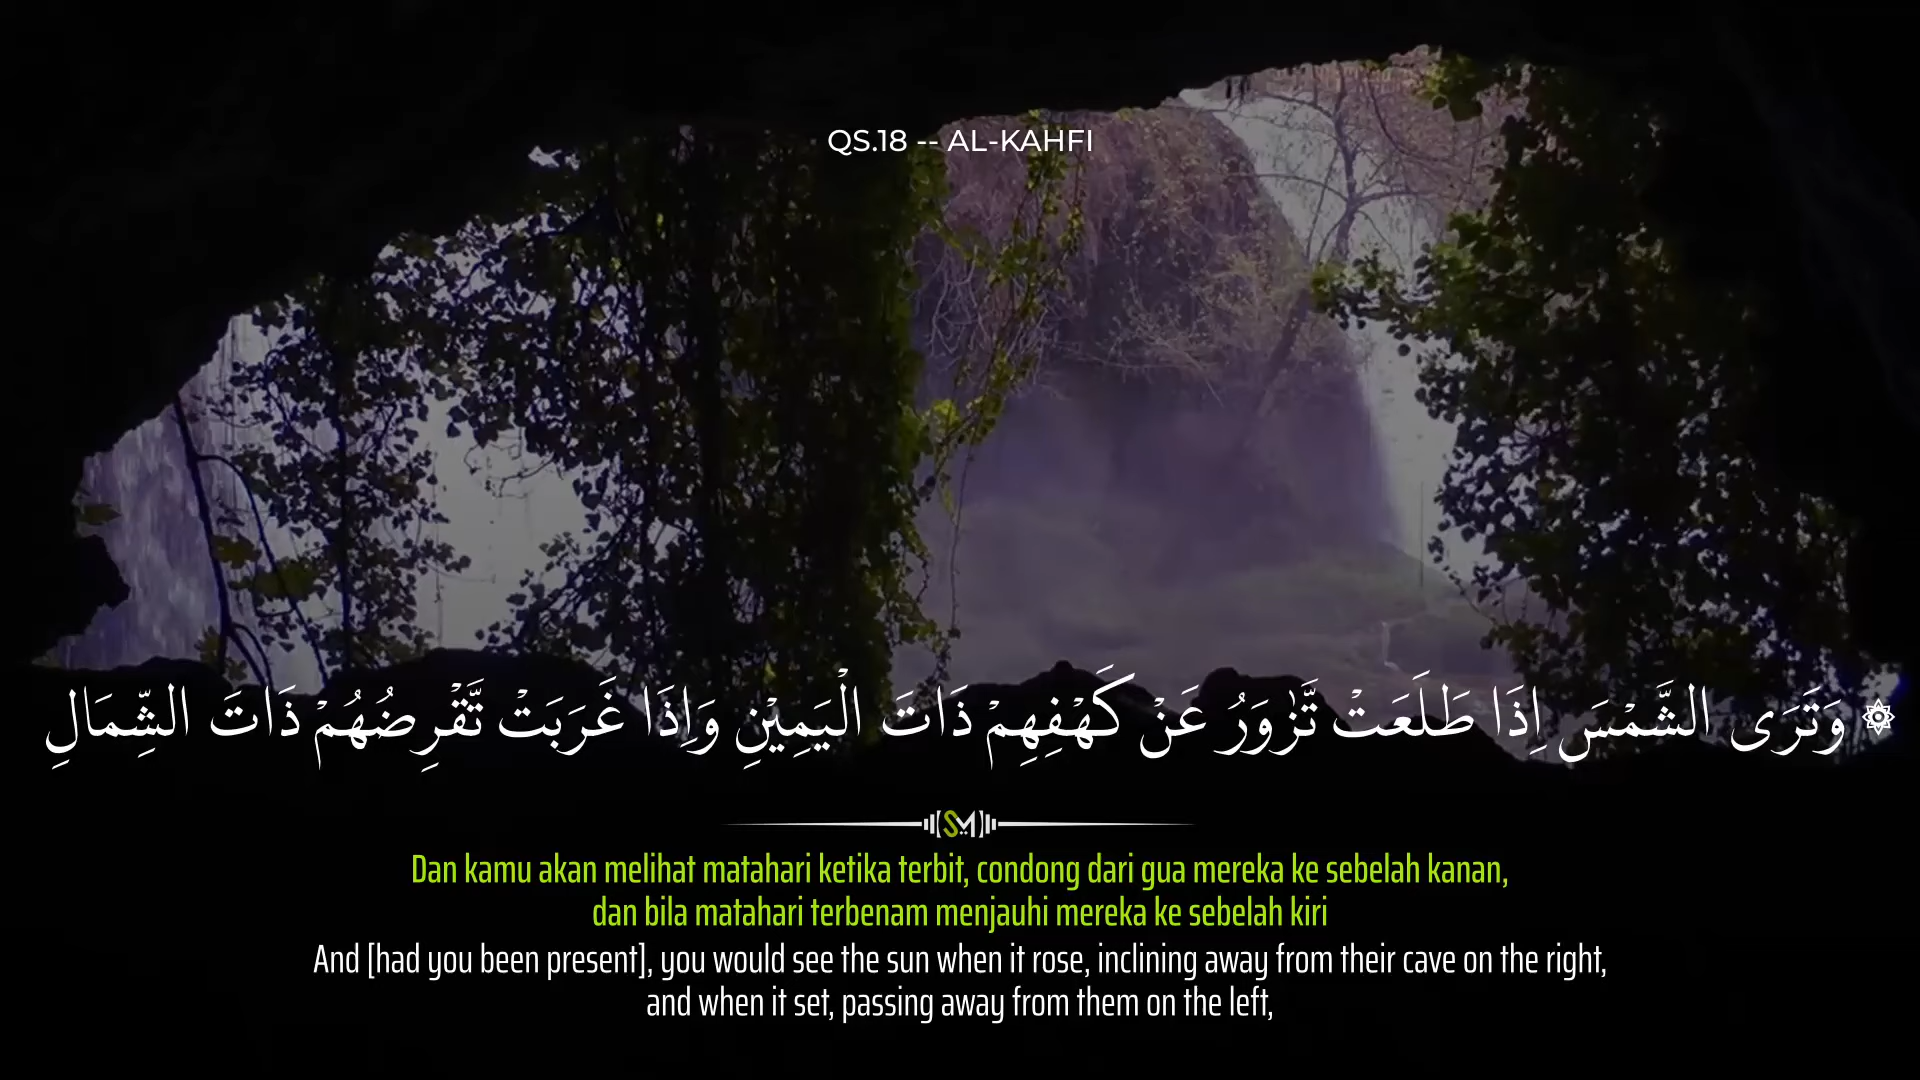 QS.18 -- AL-KAHFI
۞ وَتَرَى الشَّمْسَ اِذَا طَلَعَتْ تَّزٰوَرُ عَنْ كَهْفِهِمْ ذَاتَ الْيَمِيْنِ وَاِذَا غَرَبَتْ تَّقْرِضُهُمْ ذَاتَ الشِّمَالِ
SM
Dan kamu akan melihat matahari ketika terbit, condong dari gua mereka ke sebelah kanan,
dan bila matahari terbenam menjauhi mereka ke sebelah kiri
And [had you been present], you would see the sun when it rose, inclining away from their cave on the right,
and when it set, passing away from them on the left,